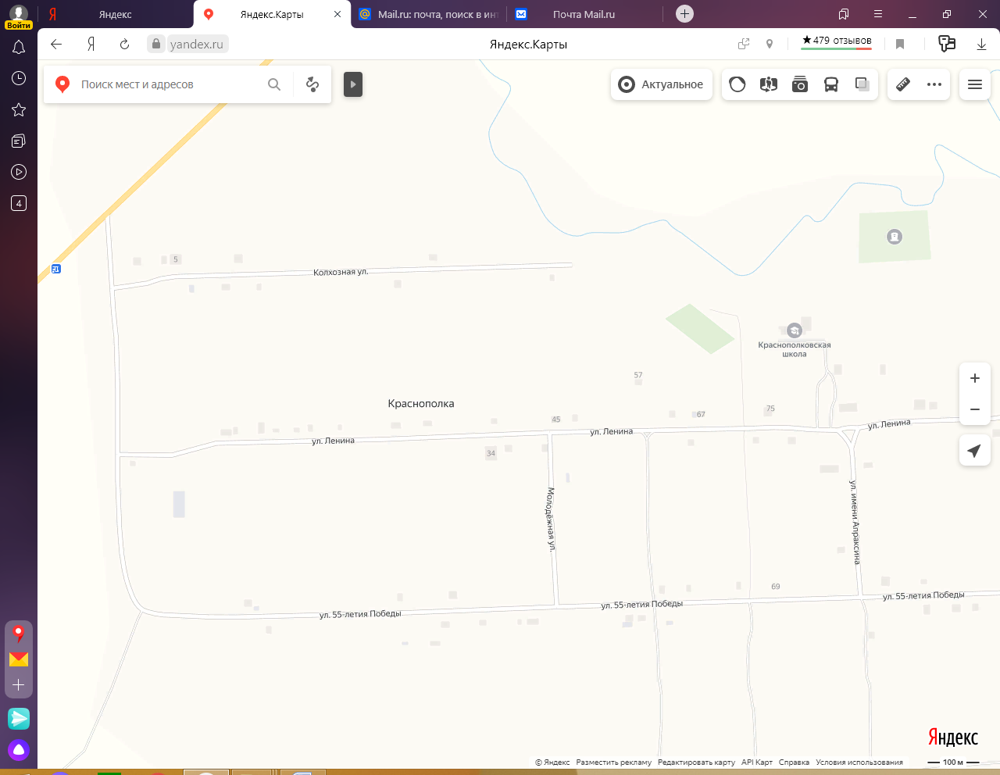 Войти
Я
Яндекс
Яндекс.Карты
Mail.ru: почта, поиск в инт
Почта Mail.ru
Я
yandex.ru
Яндекс.Карты
★479 отзывов
4
Поиск мест и адресов
Актуальное
5
Колхозная ул.
Краснополковская
школа
57
Краснополка
45
67
75
ул. Ленина
ул. Ленина
ул. Ленина
34
Молодёжная ул.
ул. имени Апраксина
69
ул. 55-летия Победы
ул. 55-летия Победы
ул. 55-летия Победы
Яндекс
© Яндекс Разместить рекламу Редактировать карту API Карт Справка Условия использования
100 м